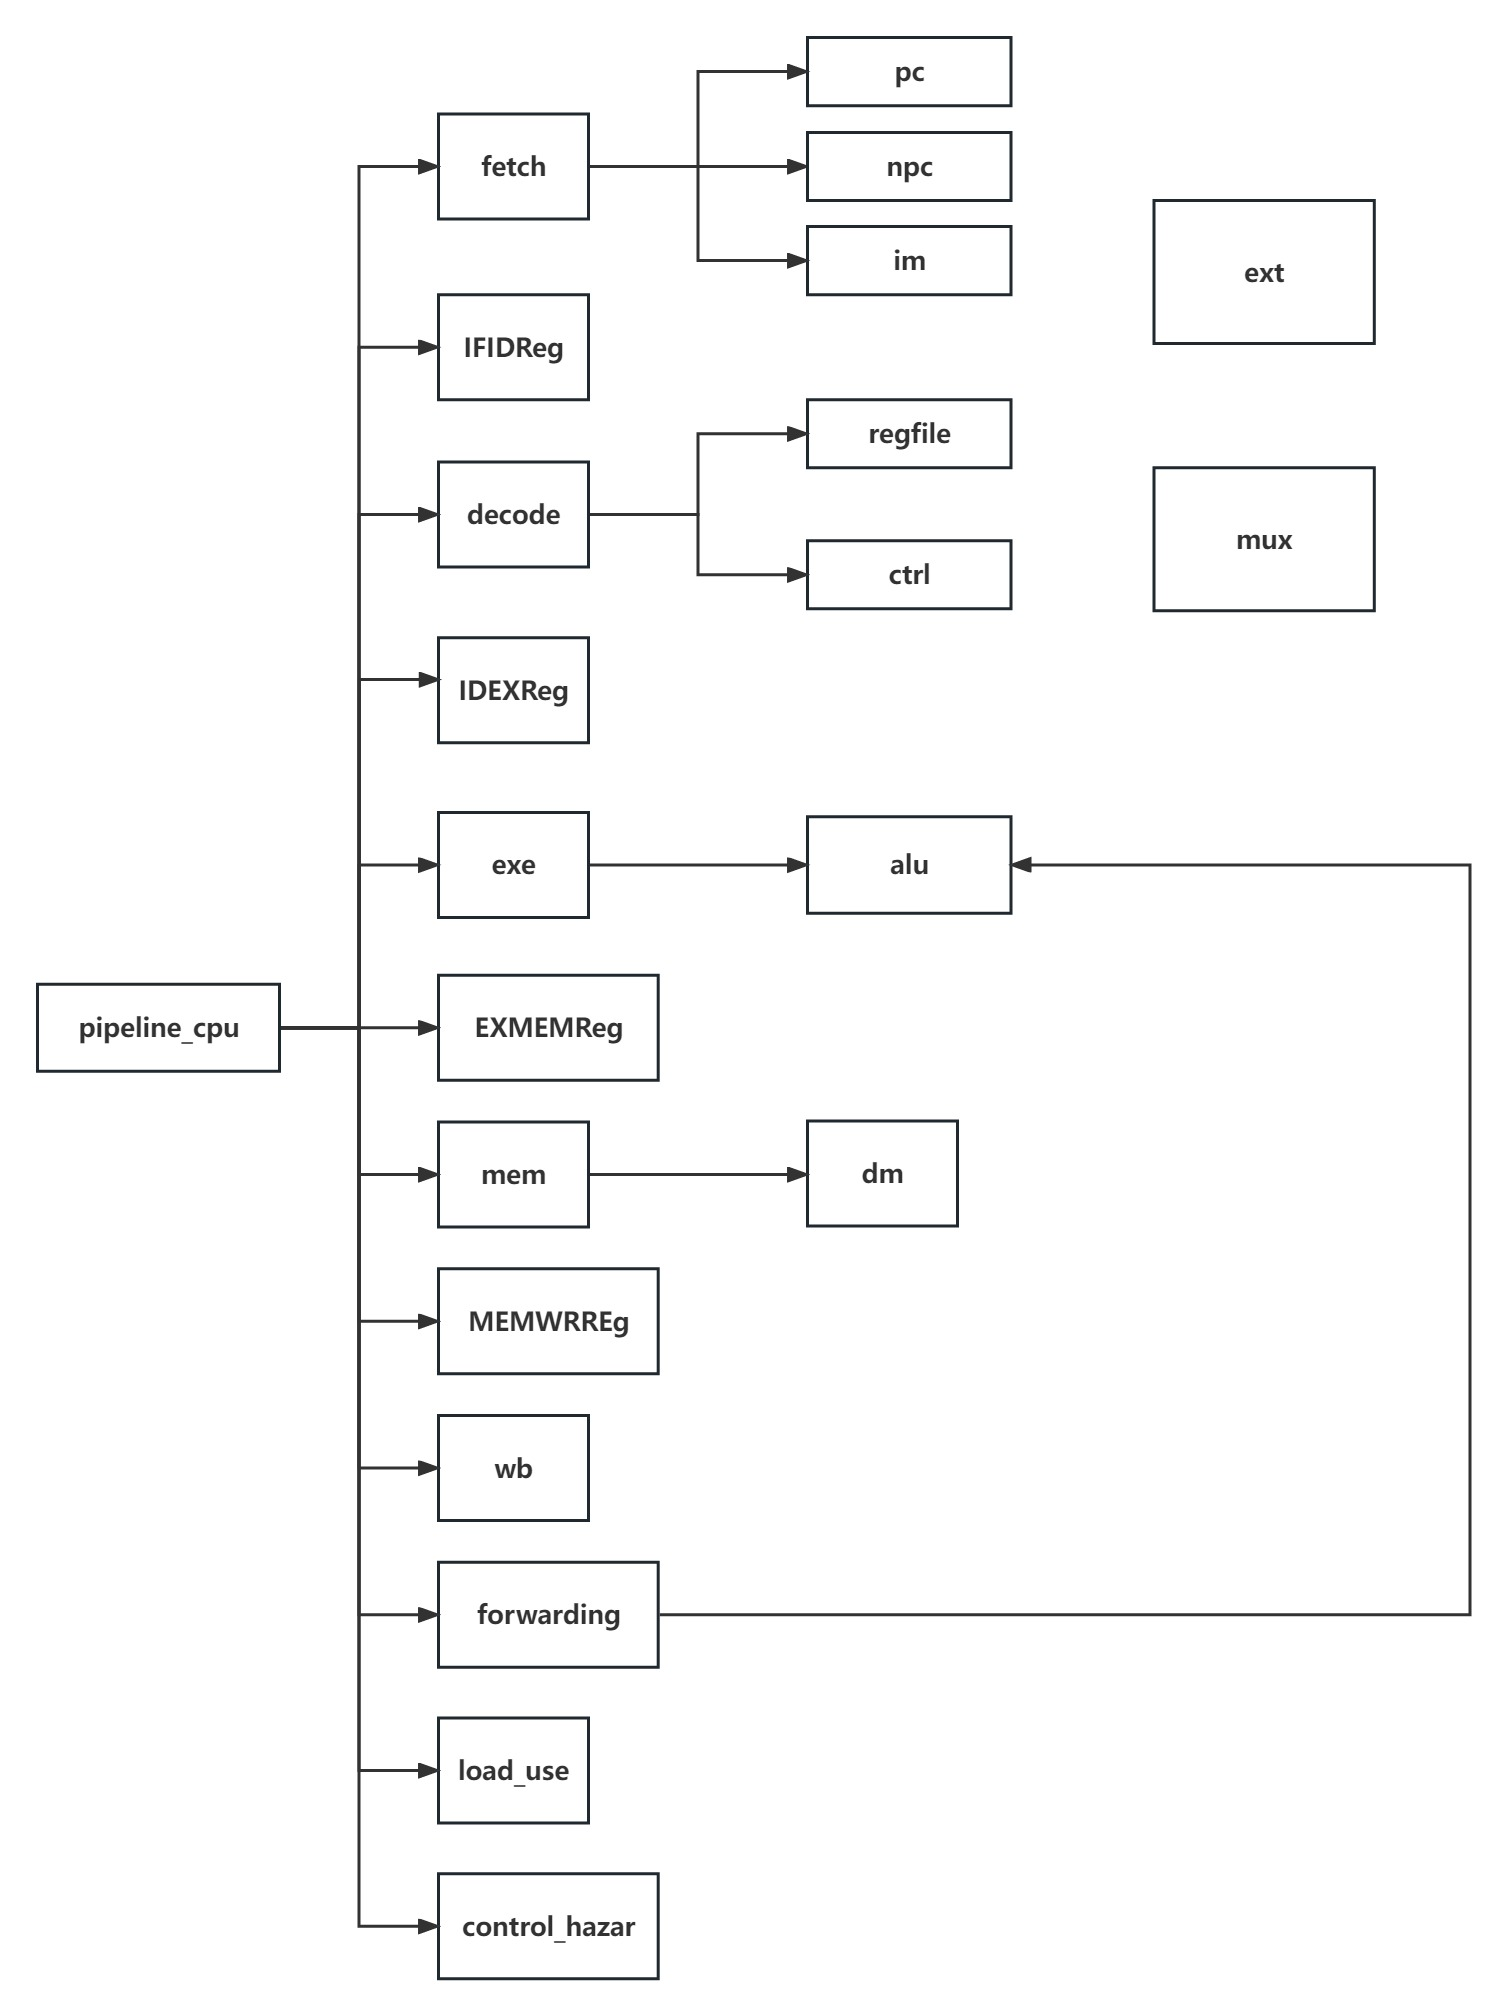 pc
fetch
npc
im
ext
IFIDReg
regfile
decode
mux
ctrl
IDEXReg
exe
alu
pipeline_cpu
EXMEMReg
mem
dm
MEMWRREg
wb
forwarding
load_use
control_hazar